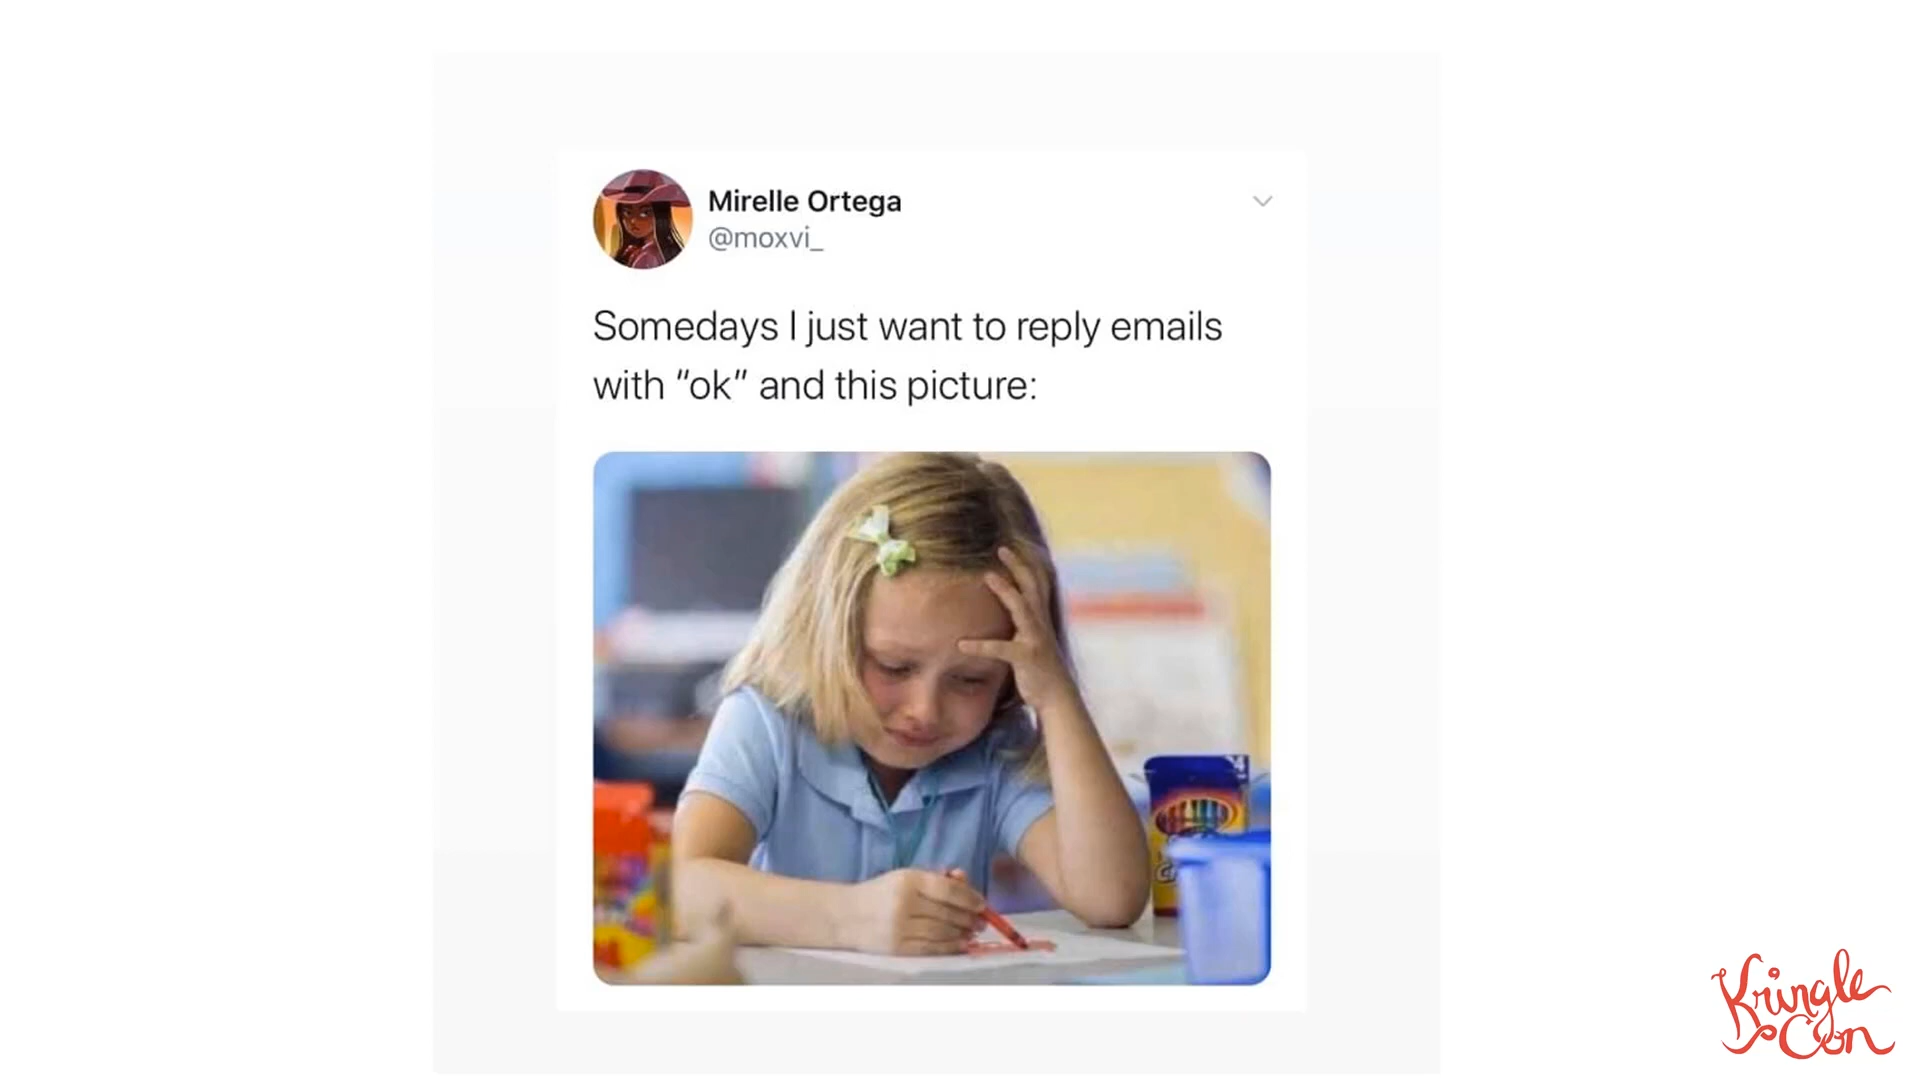 Mirelle Ortega
@moxvi_
Somedays I just want to reply emails
with "ok" and this picture:
Kringle
Con